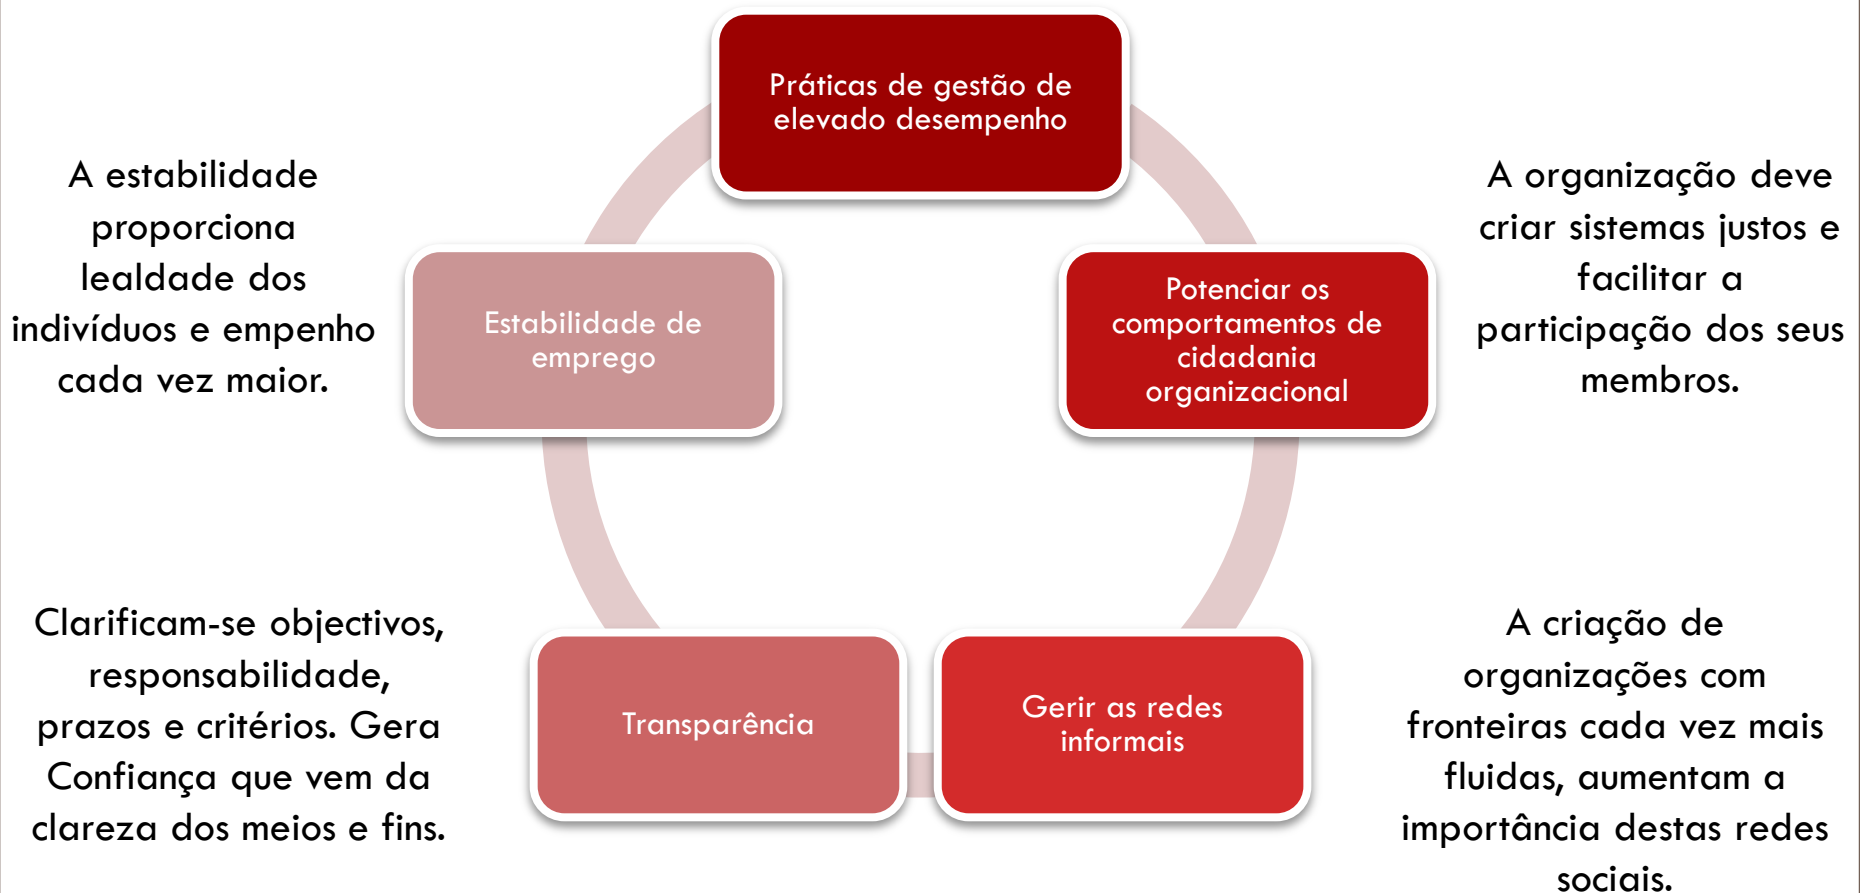 Práticas de gestão de
elevado desempenho
A estabilidade
proporciona
lealdade dos
indivíduos e empenho
cada vez maior.
Estabilidade de
emprego
Potenciar os
comportamentos de
cidadania
organizacional
A organização deve
criar sistemas justos e
facilitar a
participação dos seus
membros.
Clarificam-se objectivos,
responsabilidade,
prazos e critérios. Gera
Confiança que vem da
clareza dos meios e fins.
Transparência
Gerir as redes
informais
A criação de
organizações com
fronteiras cada vez mais
fluidas, aumentam a
importância destas redes
sociais.